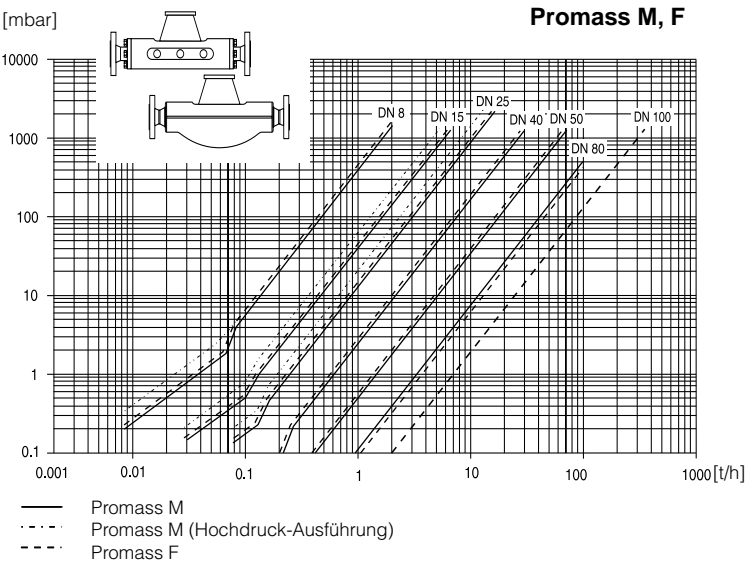 [mbar]
Promass M, F
10000
1000
100
10
1
0.1
DN 8
DN 15
DN 25
DN 40
DN 50
DN 80
DN 100
0.001
0.01
0.1
1
10
100
1000
[t/h]
Promass M
Promass M (Hochdruck-Ausführung)
Promass F